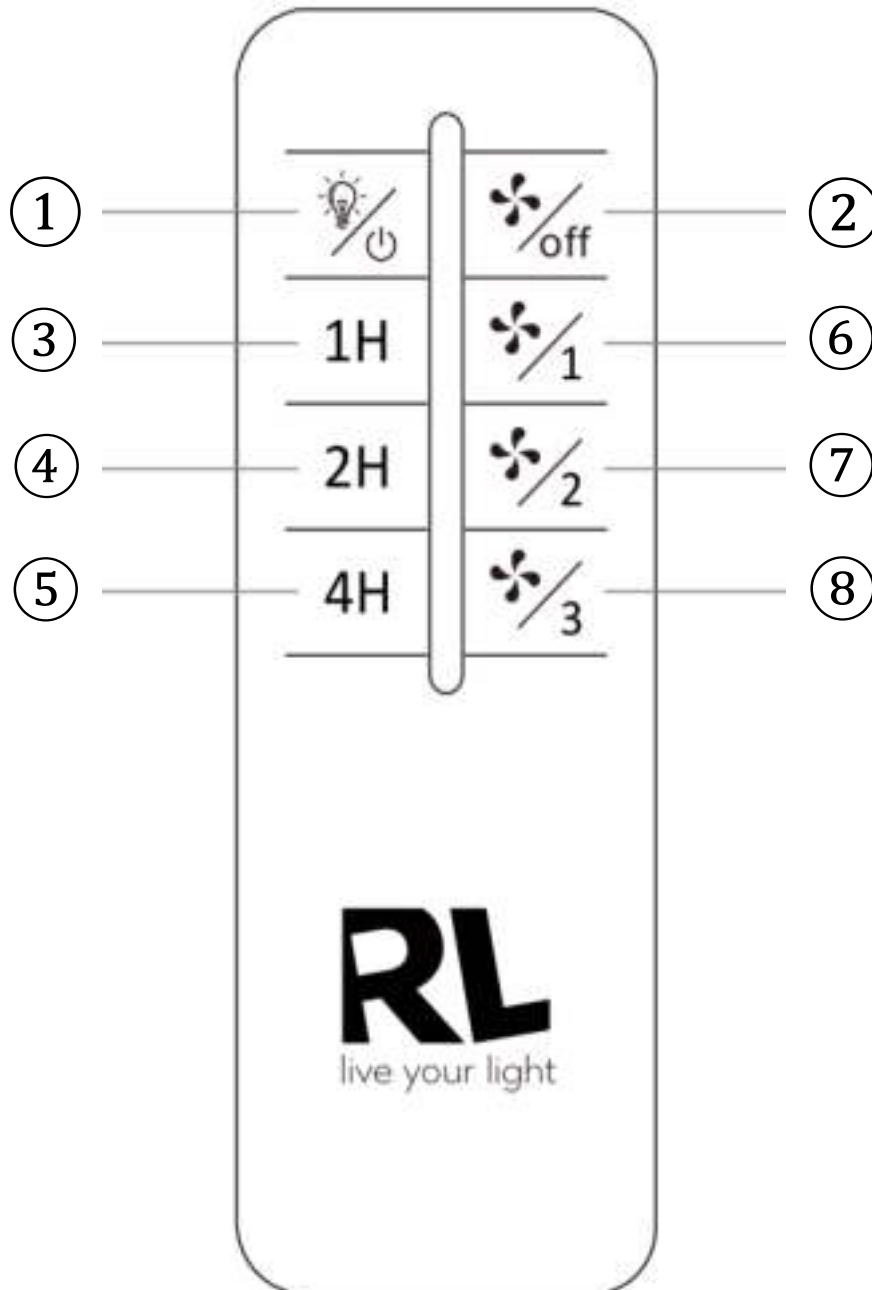 ① ②
off
③ 1H 1 ⑥
④ 2H 2 ⑦
⑤ 4H 3 ⑧
RL
live your light